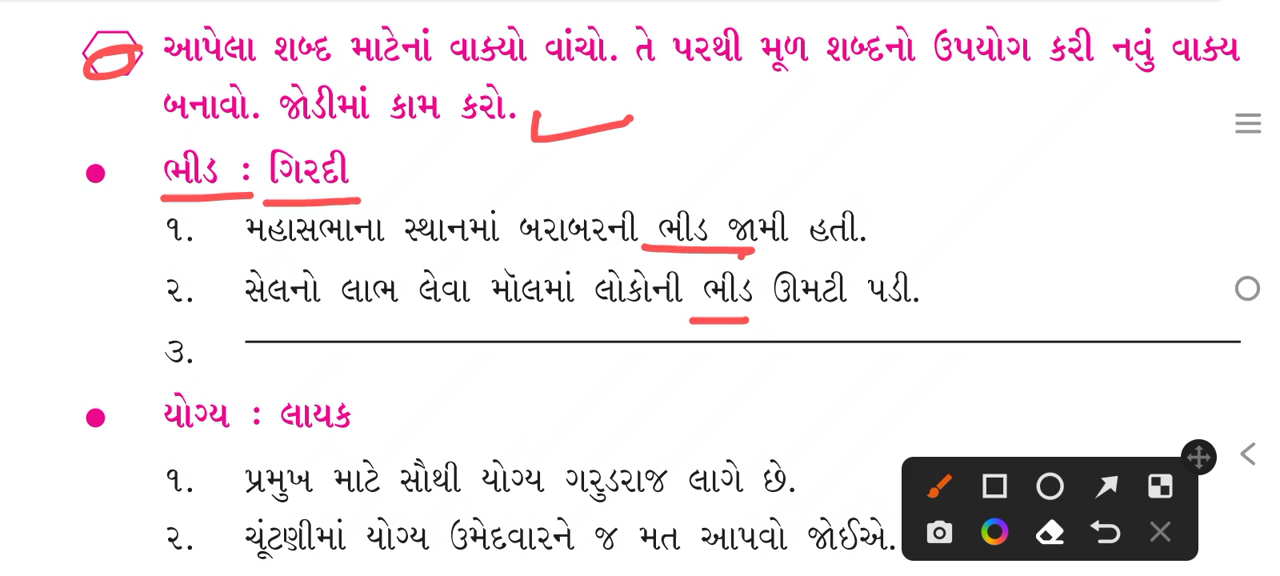 આપેલા શબ્દ માટેનાં વાક્યો વાંચો. તે પરથી મૂળ શબ્દનો ઉપયોગ કરી નવું વાક્ય
બનાવો. જોડીમાં કામ કરો.
ભીડ : ગિરદી
૧. મહાસભાના સ્થાનમાં બરાબરની ભીડ જામી હતી.
૨. સેલનો લાભ લેવા મૉલમાં લોકોની ભીડ ઊમટી પડી.
૩.
યોગ્ય : લાયક
૧. પ્રમુખ માટે સૌથી યોગ્ય ગરુડરાજ લાગે છે.
૨. ચૂંટણીમાં યોગ્ય ઉમેદવારને જ મત આપવો જોઈએ.